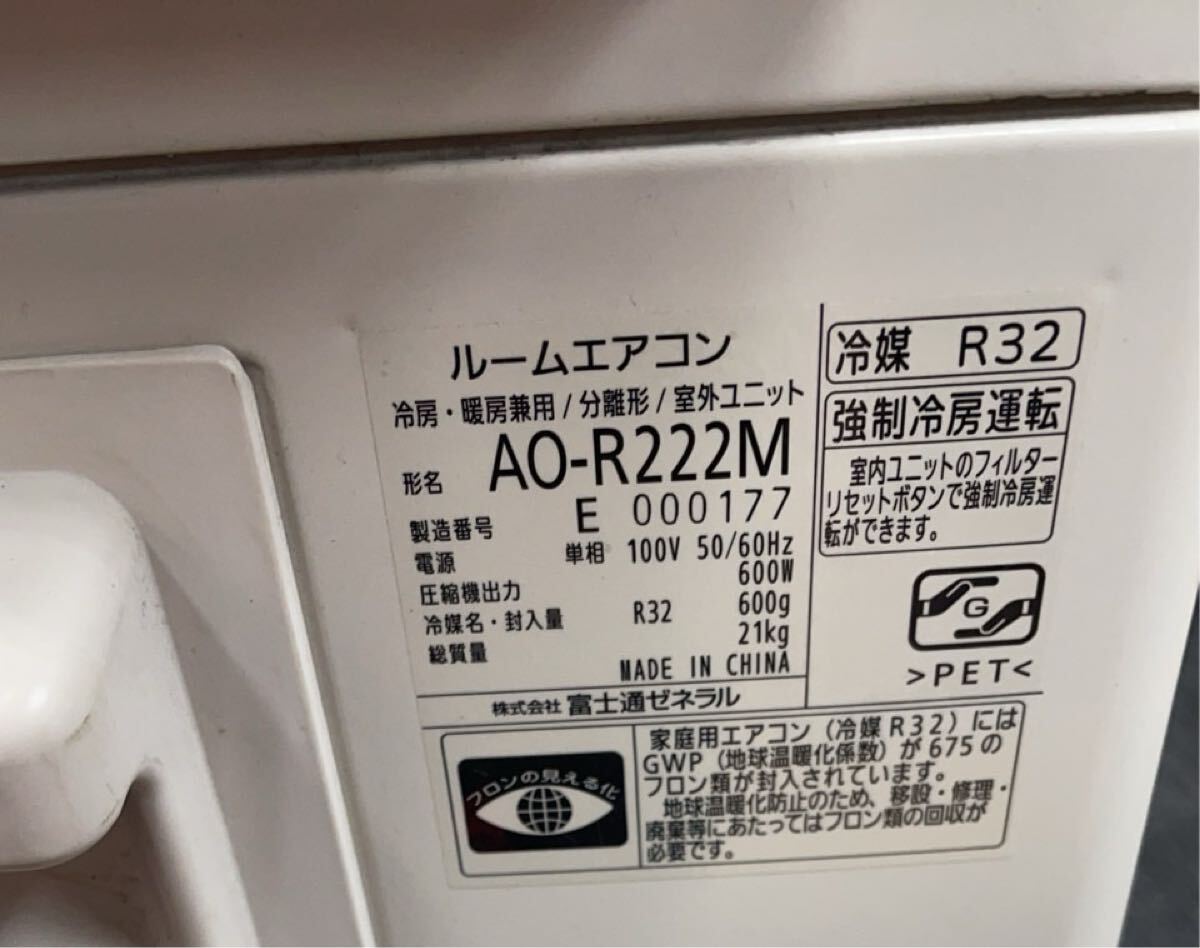 ルームエアコン
冷房・暖房兼用/分離形/室外ユニット
形名 AO-R222M
製造番号 E 000177
電源 単相 100V 50/60Hz
圧縮機出力 600W
冷媒名・封入量 R32 600g
総質量 21kg
MADE IN CHINA
株式会社 富士通ゼネラル
冷媒 R32
強制冷房運転
室内ユニットのフィルター
リセットボタンで強制冷房運
転ができます。
G
>PET<
フロンの見える化
家庭用エアコン（冷媒R32）には
GWP（地球温暖化係数）が675の
フロン類が封入されています。
地球温暖化防止のため、移設・修理・
廃棄等にあたってはフロン類の回収が
必要です。